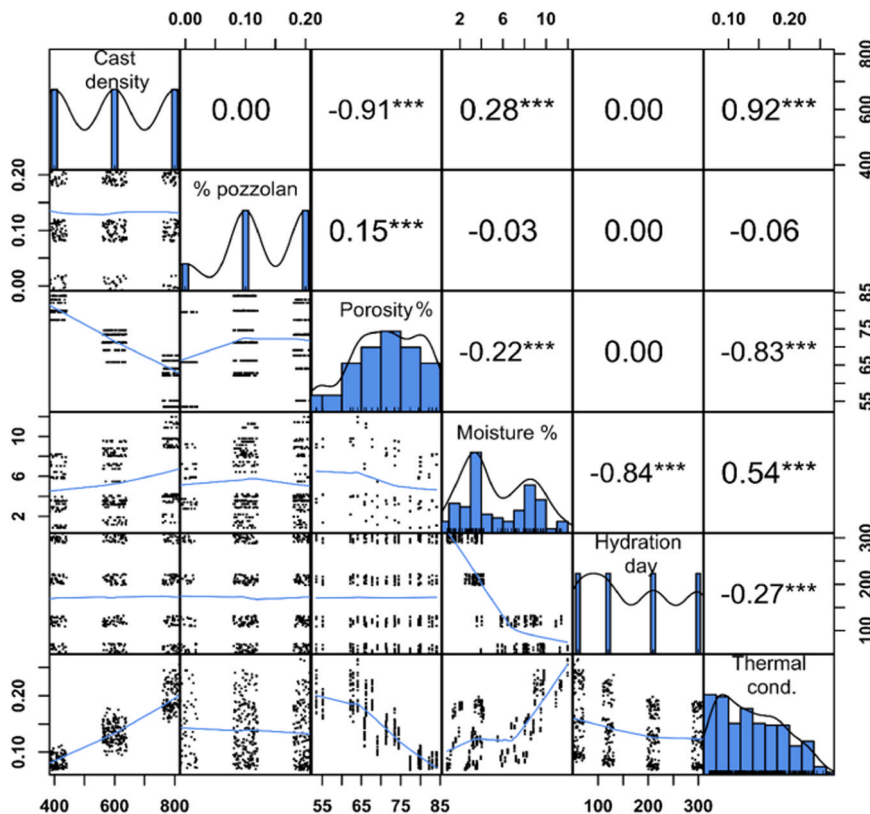 0.00 0.10 0.20 2 6 10 0.10 0.20
Cast
density
0.00 -0.91*** 0.28*** 0.00 0.92***
400 600 800
% pozzolan
0.15*** -0.03 0.00 -0.06
0.00 0.10 0.20
Porosity%
-0.22*** 0.00 -0.83***
55 65 75 85
Moisture %
-0.84*** 0.54***
2 6 10
Hydration
day
-0.27***
100 200 300
Thermal
cond.
0.10 0.20
400 600 800 55 65 75 85 100 200 300